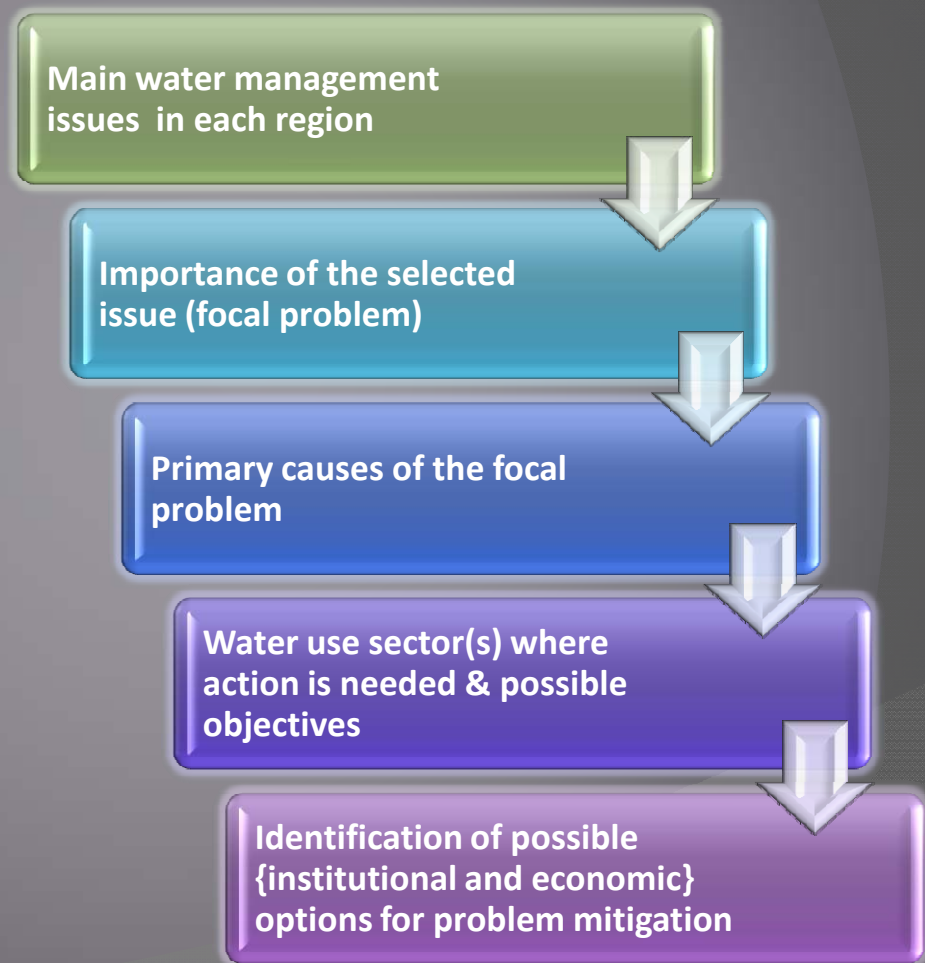 Main water management
issues  in each region
Importance of the selected
issue (focal problem)
Primary causes of the focal
problem
Water use sector(s) where
action is needed & possible
objectives
Identification of possible
{institutional and economic}
options for problem mitigation